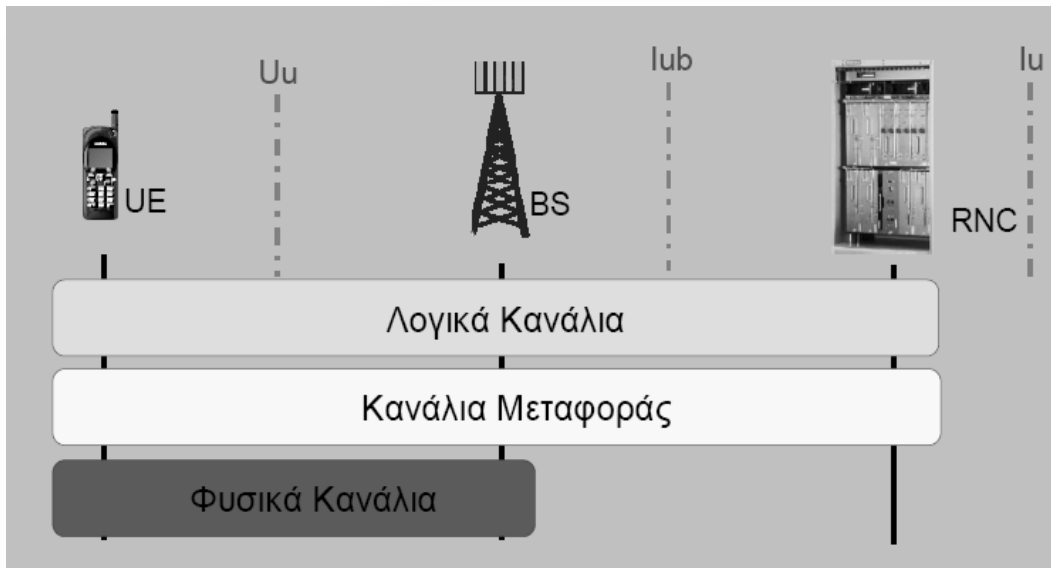 Uu
Iub
Iu
UE
BS
RNC
Λογικά Κανάλια
Κανάλια Μεταφοράς
Φυσικά Κανάλια